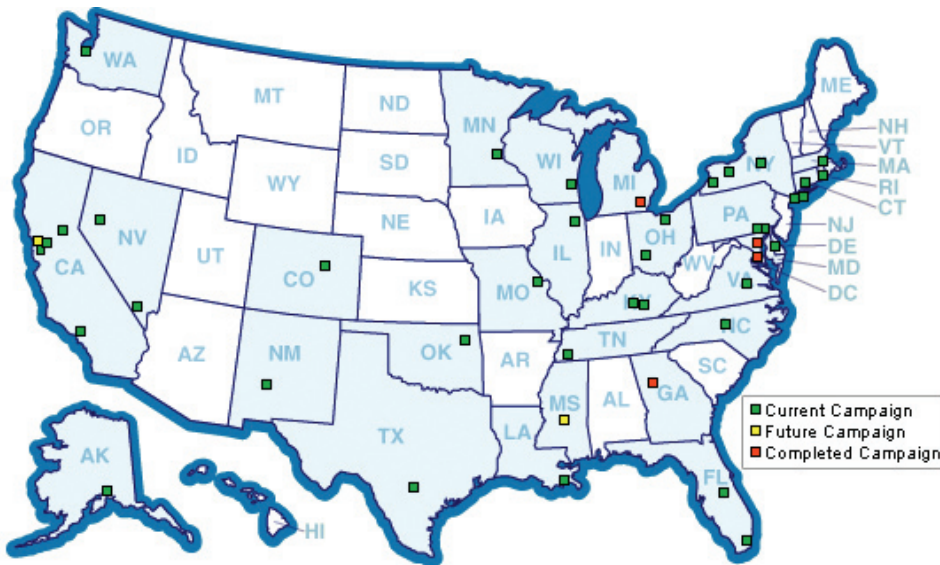 WA
MT
ND
ME
OR
MN
NH
VT
ID
SD
WI
NY
MA
WY
MI
RI
CT
IA
PA
NE
NJ
NV
OH
DE
UT
IL
IN
MD
CA
CO
WV
VA
DC
KS
MO
KY
NC
TN
OK
AZ
NM
AR
SC
MS
AL
GA
TX
LA
Current Campaign
Future Campaign
Completed Campaign
AK
FL
HI